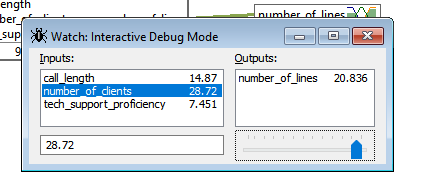 length
number_of_lines
Watch: Interactive Debug Mode
Inputs:
Outputs:
call_length 14.87
number_of_clients 28.72
tech_support_proficiency 7.451
number_of_lines 20.836
28.72